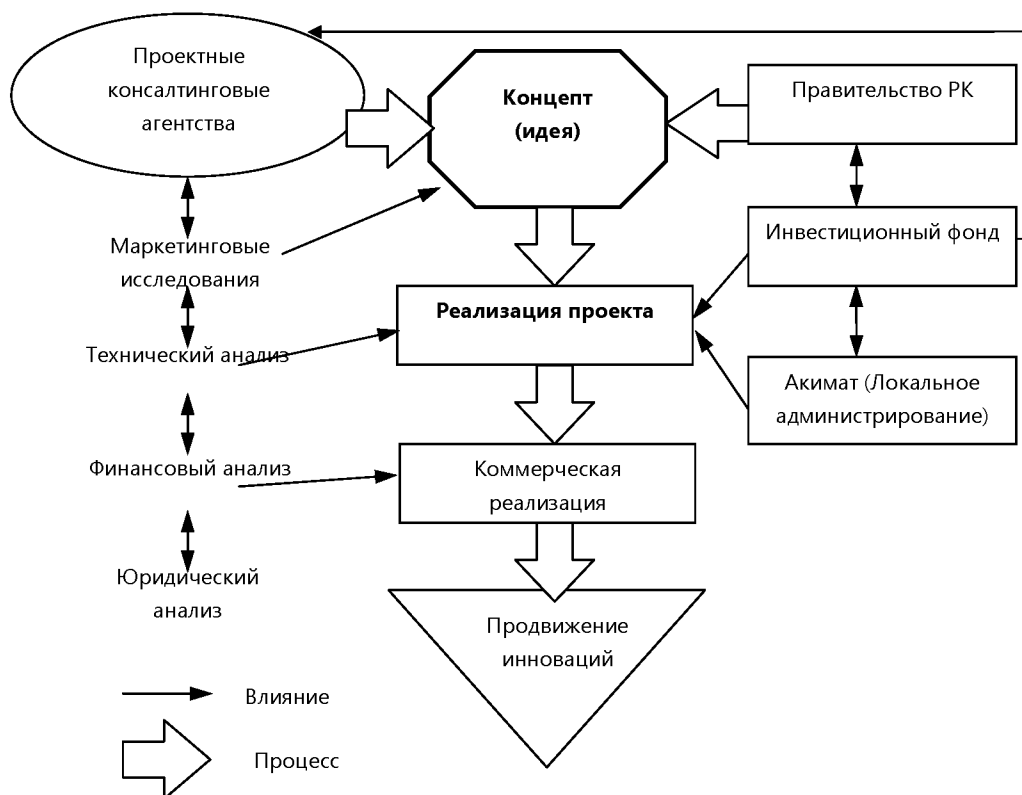 Проектные
консалтинговые
агентства
Концепт
(идея)
Правительство РК
Маркетинговые
исследования
Инвестиционный фонд
Реализация проекта
Технический анализ
Акимат (Локальное
администрирование)
Финансовый анализ
Коммерческая
реализация
Юридический
анализ
Продвижение
инноваций
Влияние
Процесс